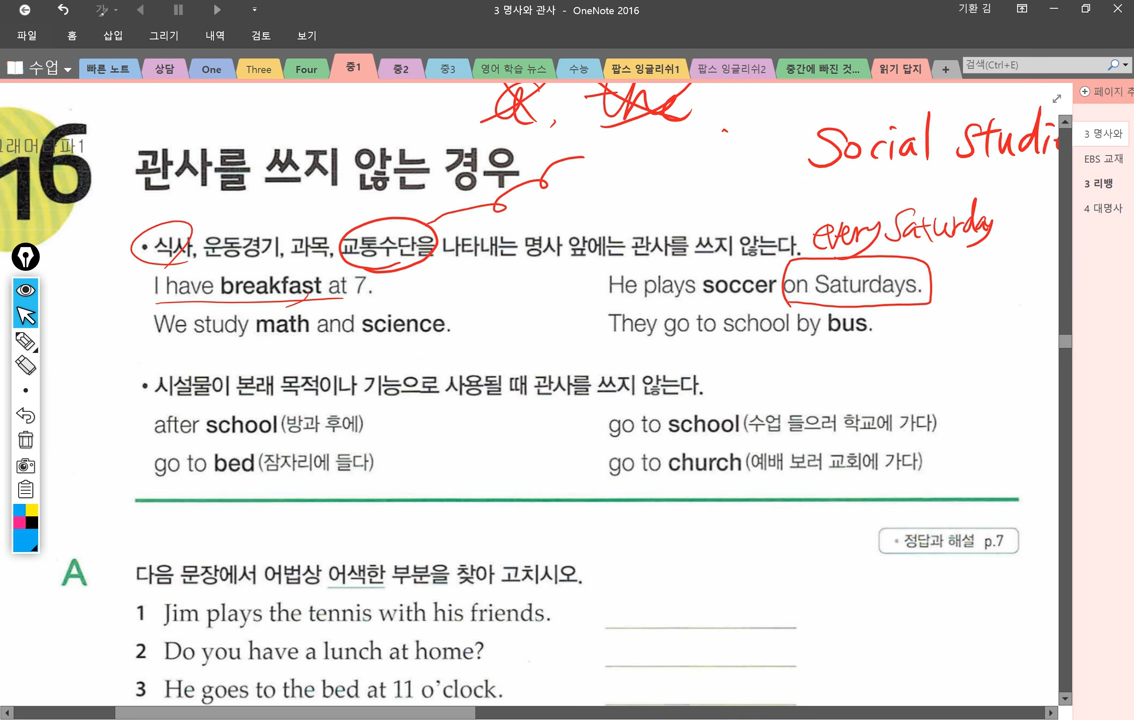 3 명사와 관사 - OneNote 2016
기환 김
파일 홈 삽입 그리기 내역 검토 보기
수업 빠른 노트 상담 One Three Four 중1 중2 중3 영어 학습 뉴스 수능 팝스 잉글리쉬1 팝스 잉글리쉬2 중간에 빠진 것... 읽기 답지 +
검색(Ctrl+E)
페이지 추
3 명사와
EBS 교재
3 리뱅
4 대명사
a, the
Social Studi
16
관사를 쓰지 않는 경우
every Saturday
• 식사, 운동경기, 과목, 교통수단을 나타내는 명사 앞에는 관사를 쓰지 않는다.
I have breakfast at 7.
He plays soccer on Saturdays.
We study math and science.
They go to school by bus.
• 시설물이 본래 목적이나 기능으로 사용될 때 관사를 쓰지 않는다.
after school(방과 후에)
go to school(수업 들으러 학교에 가다)
go to bed(잠자리에 들다)
go to church(예배 보러 교회에 가다)
• 정답과 해설 p.7
A 다음 문장에서 어법상 어색한 부분을 찾아 고치시오.
1 Jim plays the tennis with his friends.
2 Do you have a lunch at home?
3 He goes to the bed at 11 o'clock.